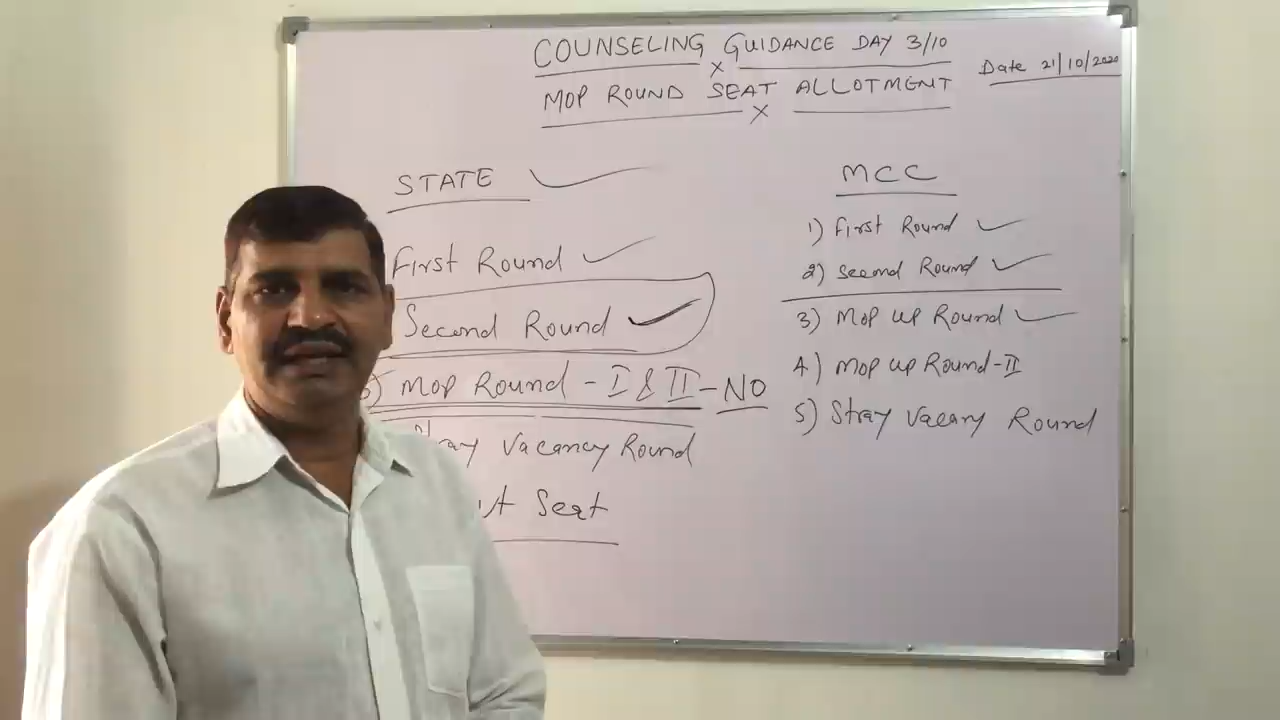 COUNSELING GUIDANCE DAY 3/10
Date 21/10/2020
MOP ROUND SEAT ALLOTMENT
STATE
First Round
Second Round
MOP Round - I & II - NO
Vacancy Round
Seat
MCC
1) First Round
2) Second Round
3) Mop up Round
4) Mop up Round - II
5) Stray Vacany Round